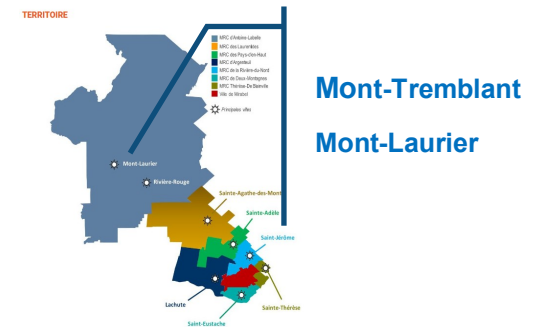 TERRITOIRE
MRC d'Antoine-Labelle
MRC des Laurentides
MRC des Pays-d'en-Haut
MRC d'Argenteuil
MRC de la Rivière-du-Nord
MRC de Deux-Montagnes
MRC Thérèse-De Blainville
Ville de Mirabel
Principales villes
Mont-Tremblant
Mont-Laurier
Mont-Laurier
Rivière-Rouge
Sainte-Agathe-des-Mont
Sainte-Adèle
Saint-Jérôme
Lachute
Sainte-Thérèse
Saint-Eustache